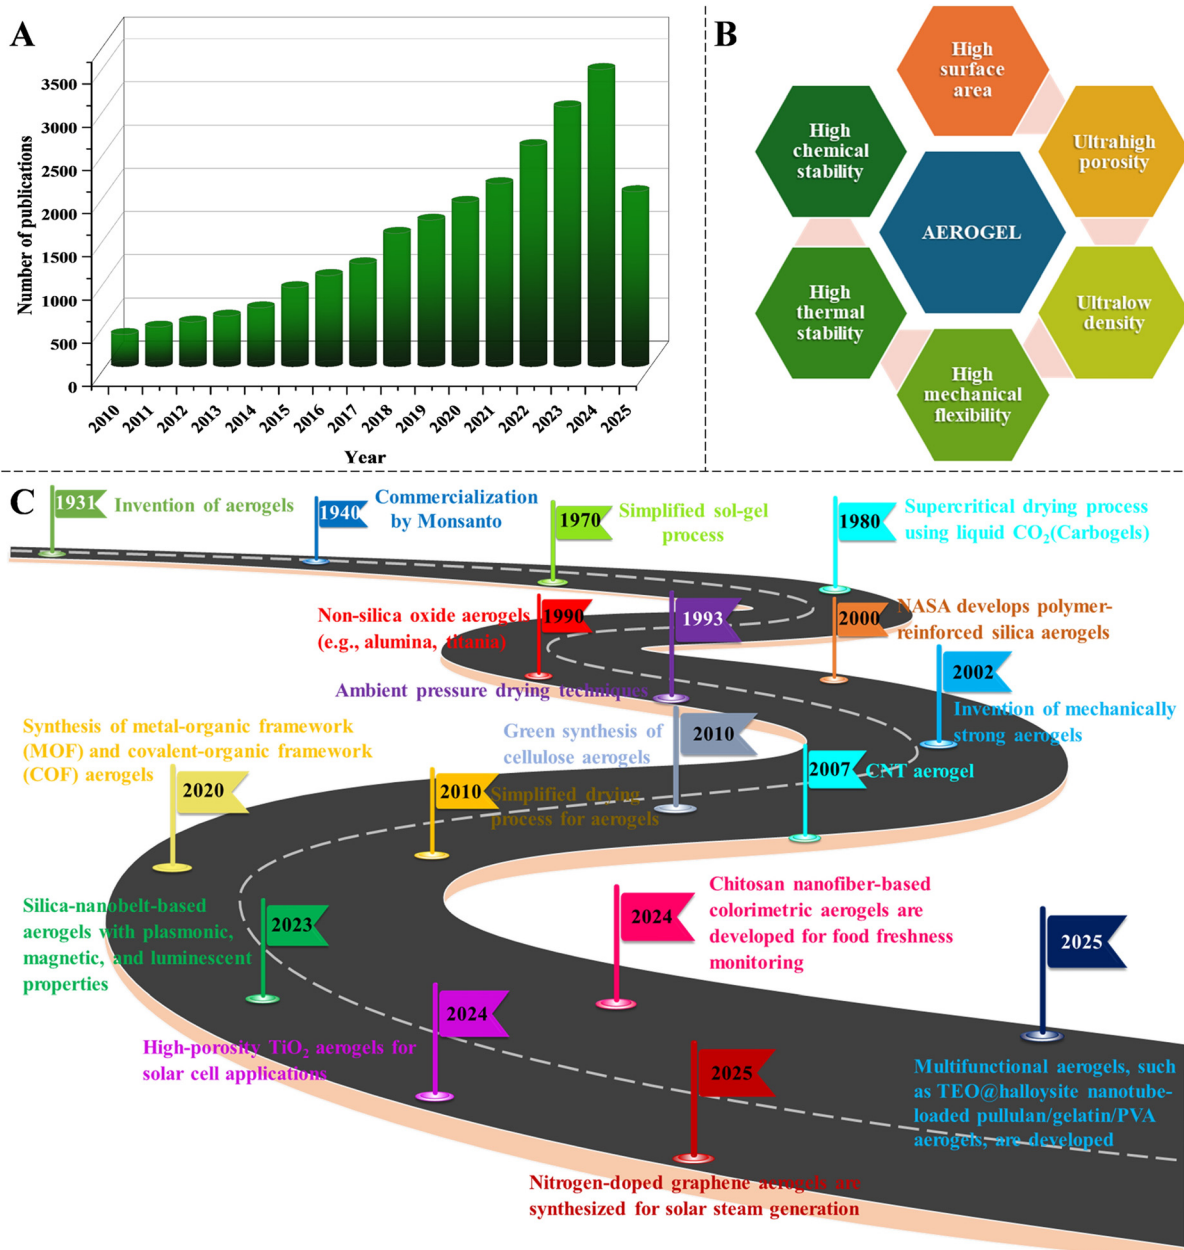 A
3500
3000
2500
2000
1500
1000
500
0
Number of publications
2010
2011
2012
2013
2014
2015
2016
2017
2018
2019
2020
2021
2022
2023
2024
2025
Year
B
High
surface
area
Ultrahigh
porosity
Ultralow
density
High
mechanical
flexibility
High
thermal
stability
High
chemical
stability
AEROGEL
C
1931
Invention of aerogels
1940
Commercialization
by Monsanto
1970
Simplified sol-gel
process
1980
Supercritical drying process
using liquid CO₂(Carbogels)
Non-silica oxide aerogels
(e.g., alumina, titania)
1990
1993
Ambient pressure drying techniques
2000
NASA develops polymer-
reinforced silica aerogels
2002
Invention of mechanically
strong aerogels
2007
CNT aerogel
Green synthesis of
cellulose aerogels
2010
2010
Simplified drying
process for aerogels
Synthesis of metal-organic framework
(MOF) and covalent-organic framework
(COF) aerogels
2020
Silica-nanobelt-based
aerogels with plasmonic,
magnetic, and luminescent
properties
2023
2024
High-porosity TiO₂ aerogels for
solar cell applications
2024
Chitosan nanofiber-based
colorimetric aerogels are
developed for food freshness
monitoring
2025
Nitrogen-doped graphene aerogels are
synthesized for solar steam generation
2025
Multifunctional aerogels, such
as TEO@halloysite nanotube-
loaded pullulan/gelatin/PVA
aerogels, are developed